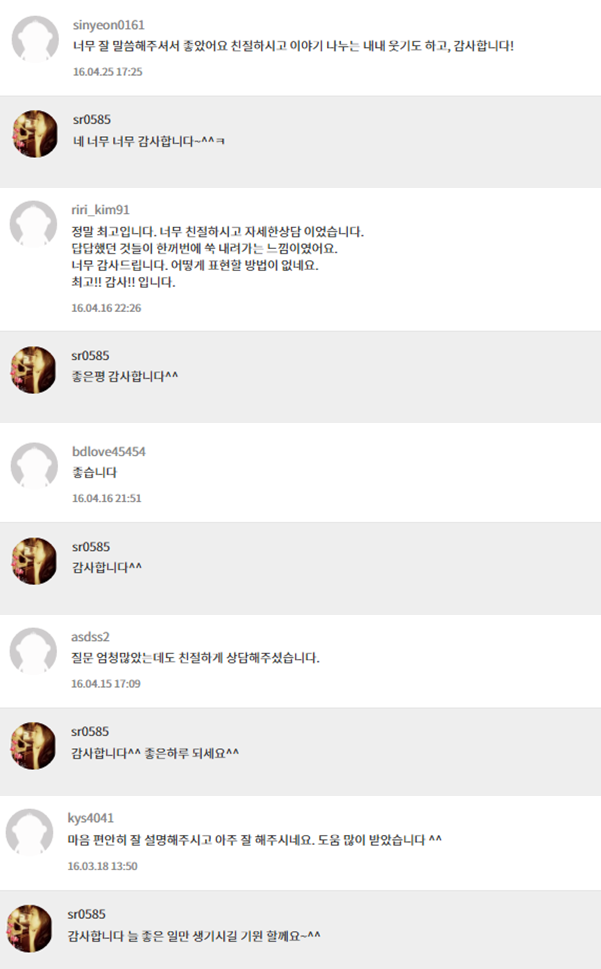 sinyeon0161
너무 잘 말씀해주셔서 좋았어요 친절하시고 이야기 나누는 내내 웃기도 하고, 감사합니다!
16.04.25 17:25
sr0585
네 너무 너무 감사합니다~^^ㅋ
riri_kim91
정말 최고입니다. 너무 친절하시고 자세한상담 이었습니다.
답답했던 것들이 한꺼번에 쑥 내려가는 느낌이였어요.
너무 감사드립니다. 어떻게 표현할 방법이 없네요.
최고!! 감사!! 입니다.
16.04.16 22:26
sr0585
좋은평 감사합니다^^
bdlove45454
좋습니다
16.04.16 21:51
sr0585
감사합니다^^
asdss2
질문 엄청많았는데도 친절하게 상담해주셨습니다.
16.04.15 17:09
sr0585
감사합니다^^ 좋은하루 되세요^^
kys4041
마음 편안히 잘 설명해주시고 아주 잘 해주시네요. 도움 많이 받았습니다 ^^
16.03.18 13:50
sr0585
감사합니다 늘 좋은 일만 생기시길 기원 할께요~^^